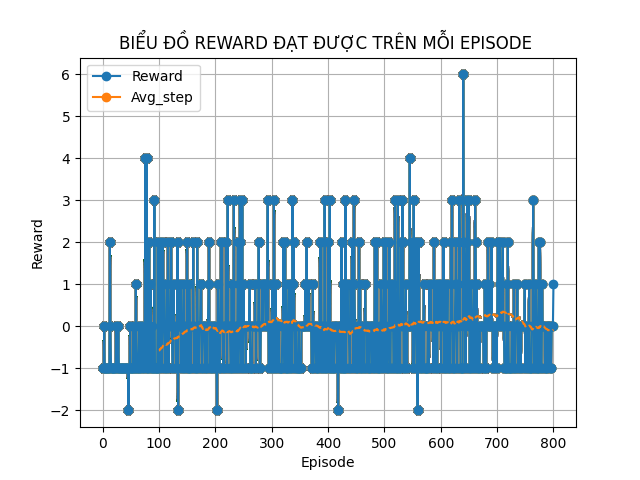 BIỂU ĐỒ REWARD ĐẠT ĐƯỢC TRÊN MỖI EPISODE
Reward
Avg_step
6
5
4
3
2
1
0
−1
−2
Reward
0 100 200 300 400 500 600 700 800
Episode